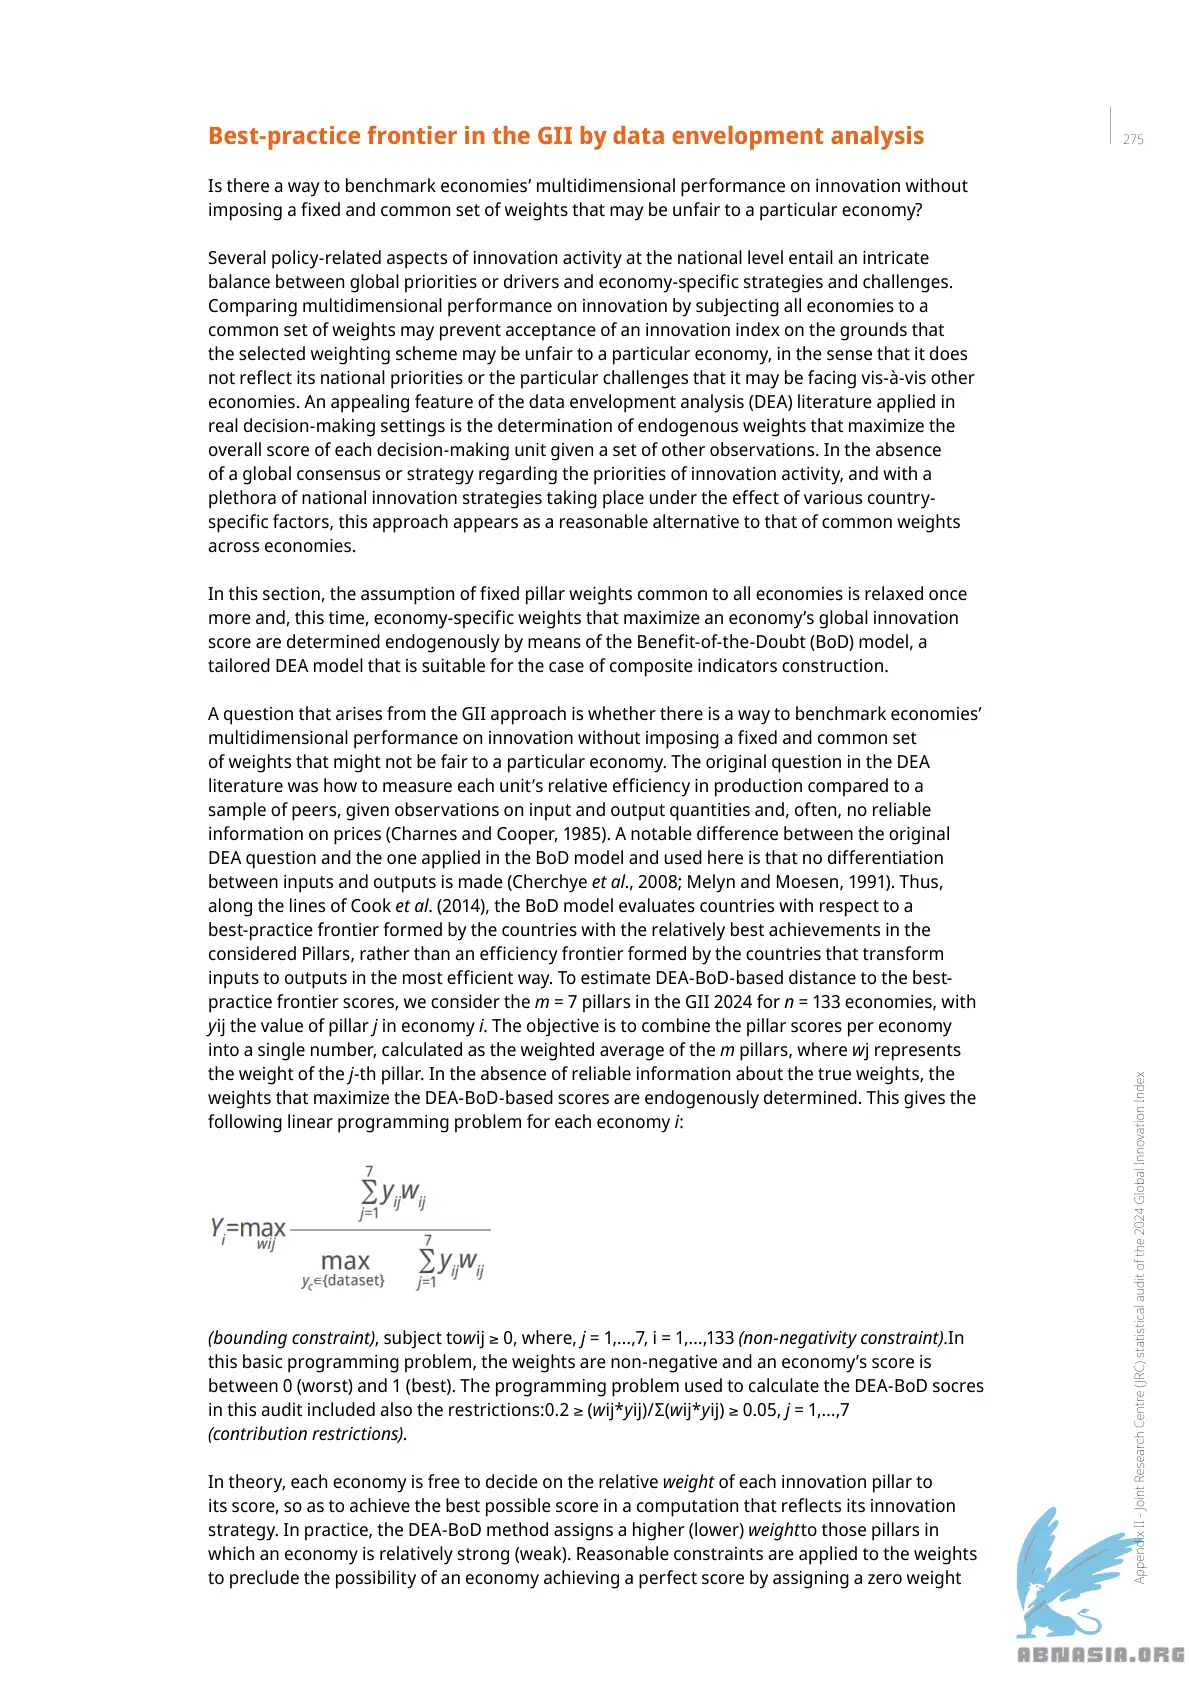 Best-practice frontier in the GII by data envelopment analysis
275
Is there a way to benchmark economies’ multidimensional performance on innovation without
imposing a fixed and common set of weights that may be unfair to a particular economy?
Several policy-related aspects of innovation activity at the national level entail an intricate
balance between global priorities or drivers and economy-specific strategies and challenges.
Comparing multidimensional performance on innovation by subjecting all economies to a
common set of weights may prevent acceptance of an innovation index on the grounds that
the selected weighting scheme may be unfair to a particular economy, in the sense that it does
not reflect its national priorities or the particular challenges that it may be facing vis-à-vis other
economies. An appealing feature of the data envelopment analysis (DEA) literature applied in
real decision-making settings is the determination of endogenous weights that maximize the
overall score of each decision-making unit given a set of other observations. In the absence
of a global consensus or strategy regarding the priorities of innovation activity, and with a
plethora of national innovation strategies taking place under the effect of various country-
specific factors, this approach appears as a reasonable alternative to that of common weights
across economies.
In this section, the assumption of fixed pillar weights common to all economies is relaxed once
more and, this time, economy-specific weights that maximize an economy’s global innovation
score are determined endogenously by means of the Benefit-of-the-Doubt (BoD) model, a
tailored DEA model that is suitable for the case of composite indicators construction.
A question that arises from the GII approach is whether there is a way to benchmark economies’
multidimensional performance on innovation without imposing a fixed and common set
of weights that might not be fair to a particular economy. The original question in the DEA
literature was how to measure each unit’s relative efficiency in production compared to a
sample of peers, given observations on input and output quantities and, often, no reliable
information on prices (Charnes and Cooper, 1985). A notable difference between the original
DEA question and the one applied in the BoD model and used here is that no differentiation
between inputs and outputs is made (Cherchye et al., 2008; Melyn and Moesen, 1991). Thus,
along the lines of Cook et al. (2014), the BoD model evaluates countries with respect to a
best-practice frontier formed by the countries with the relatively best achievements in the
considered Pillars, rather than an efficiency frontier formed by the countries that transform
inputs to outputs in the most efficient way. To estimate DEA-BoD-based distance to the best-
practice frontier scores, we consider the m = 7 pillars in the GII 2024 for n = 133 economies, with
yij the value of pillar j in economy i. The objective is to combine the pillar scores per economy
into a single number, calculated as the weighted average of the m pillars, where wj represents
the weight of the j-th pillar. In the absence of reliable information about the true weights, the
weights that maximize the DEA-BoD-based scores are endogenously determined. This gives the
following linear programming problem for each economy i:
7
∑ yij wij
j=1
Yi=max
wij
7
max ∑ yij wij
yc∈{dataset} j=1
(bounding constraint), subject towij ≥ 0, where, j = 1,...,7, i = 1,...,133 (non-negativity constraint).In
this basic programming problem, the weights are non-negative and an economy’s score is
between 0 (worst) and 1 (best). The programming problem used to calculate the DEA-BoD socres
in this audit included also the restrictions:0.2 ≥ (wij*yij)/Σ(wij*yij) ≥ 0.05, j = 1,...,7
(contribution restrictions).
In theory, each economy is free to decide on the relative weight of each innovation pillar to
its score, so as to achieve the best possible score in a computation that reflects its innovation
strategy. In practice, the DEA-BoD method assigns a higher (lower) weightto those pillars in
which an economy is relatively strong (weak). Reasonable constraints are applied to the weights
to preclude the possibility of an economy achieving a perfect score by assigning a zero weight
Appendix II - Joint Research Centre (JRC) statistical audit of the 2024 Global Innovation Index
ABNASIA.ORG